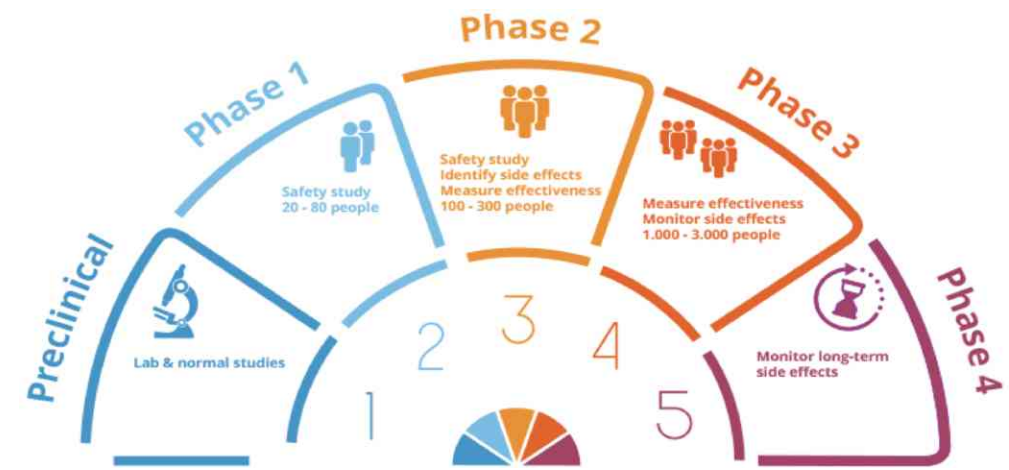 Preclinical
Lab & normal studies
1
Phase 1
Safety study
20 - 80 people
2
Phase 2
Safety study
Identify side effects
Measure effectiveness
100 - 300 people
3
Phase 3
Measure effectiveness
Monitor side effects
1.000 - 3.000 people
4
Phase 4
Monitor long-term
side effects
5